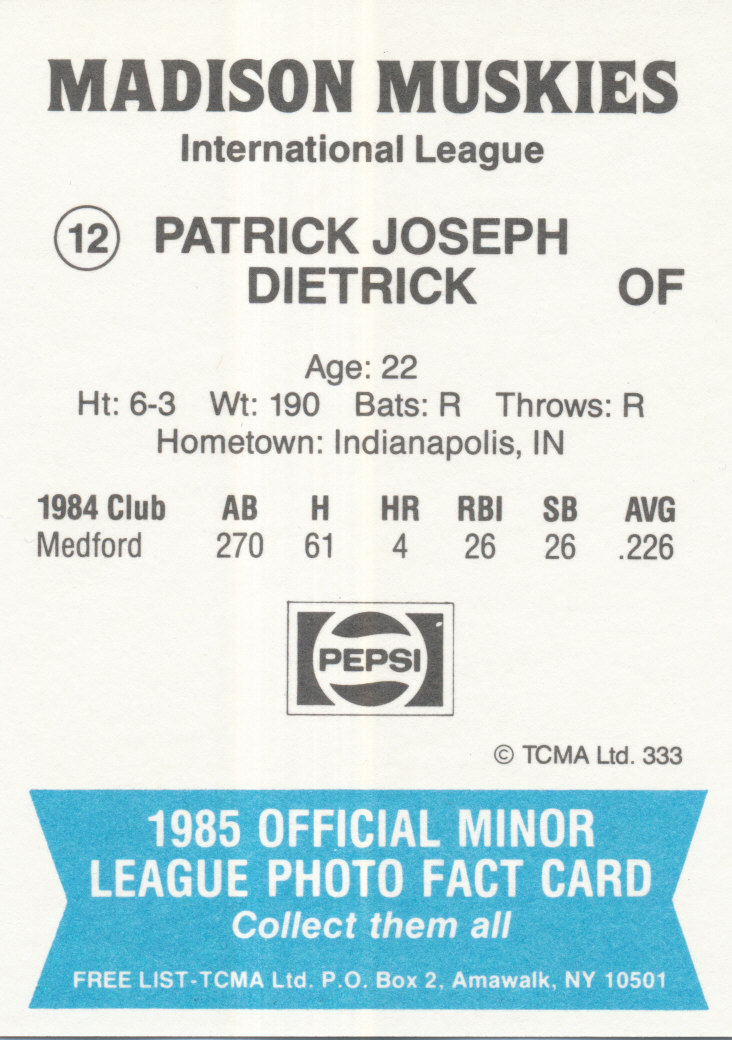 MADISON MUSKIES
International League
12 PATRICK JOSEPH
DIETRICK OF
Age: 22
Ht: 6-3 Wt: 190 Bats: R Throws: R
Hometown: Indianapolis, IN
1984 Club AB H HR RBI SB AVG
Medford 270 61 4 26 26 .226
PEPSI
© TCMA Ltd. 333
1985 OFFICIAL MINOR
LEAGUE PHOTO FACT CARD
Collect them all
FREE LIST-TCMA Ltd. P.O. Box 2, Amawalk, NY 10501